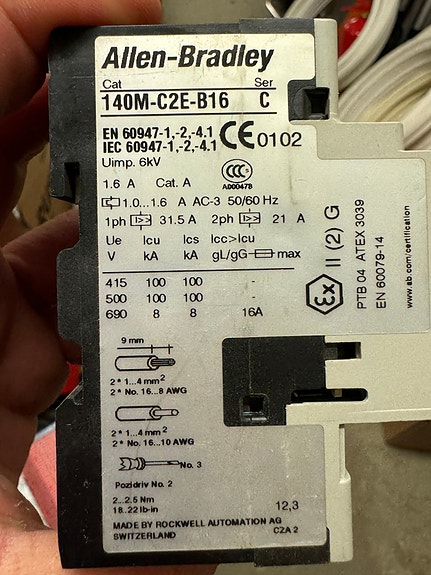 Allen-Bradley
Cat Ser
140M-C2E-B16 C
EN 60947-1,-2,-4.1
IEC 60947-1,-2,-4.1
CE 0102
Uimp. 6kV
CCC
A00047B
1.6 A Cat. A
1.0...1.6 A AC-3 50/60 Hz
1ph I> 31.5 A 2ph I>> 21 A
Ue Icu Ics Icc>Icu
V kA kA gL/gG max
415 100 100 -
500 100 100 -
690 8 8 16A
9 mm
2 * 1...4 mm²
2 * No. 16...8 AWG
2 * 1...4 mm²
2 * No. 16...10 AWG
No. 3
Pozidriv No. 2
2...2.5 Nm
18..22 lb-in
12,3
MADE BY ROCKWELL AUTOMATION AG
SWITZERLAND CZA 2
Ex II (2) G
PTB 04 ATEX 3039
EN 60079-14
www.ab.com/certification